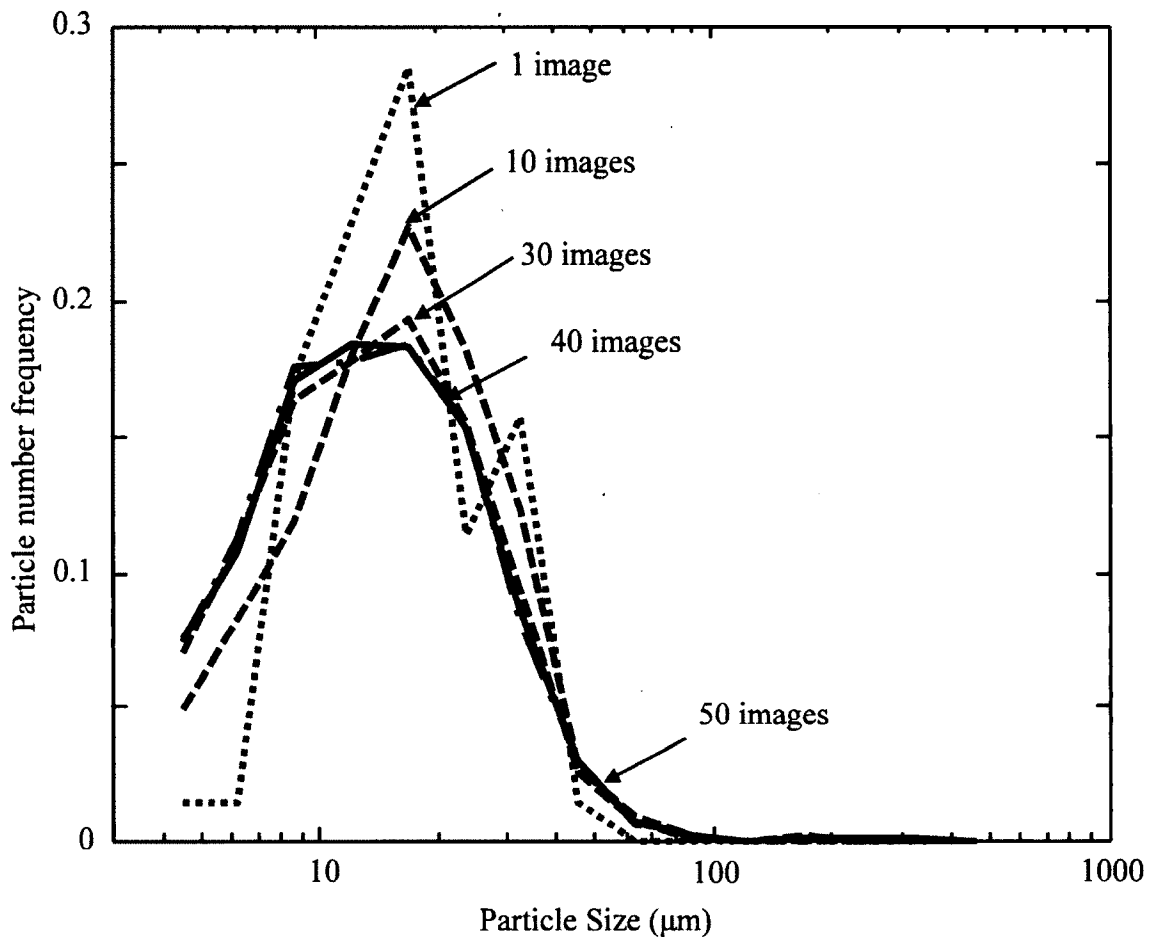 0.3
1 image
10 images
30 images
0.2
40 images
Particle number frequency
0.1
50 images
0
10
100
1000
Particle Size (μm)